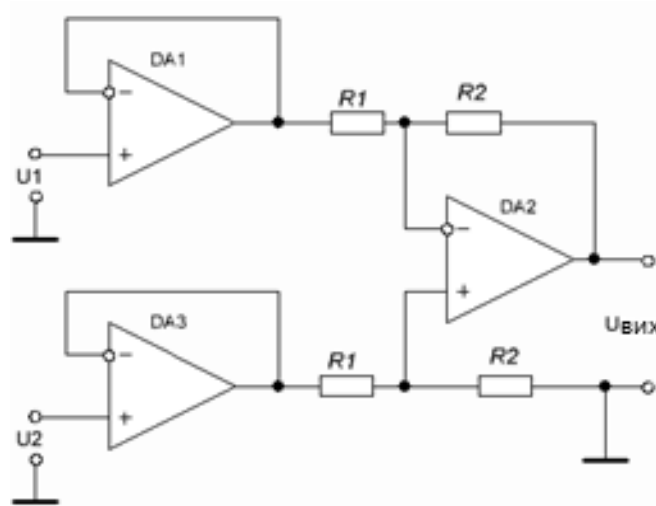 DA1
R1
R2
−
+
U1
DA2
−
+
DA3
Uвих
R1
R2
−
+
U2